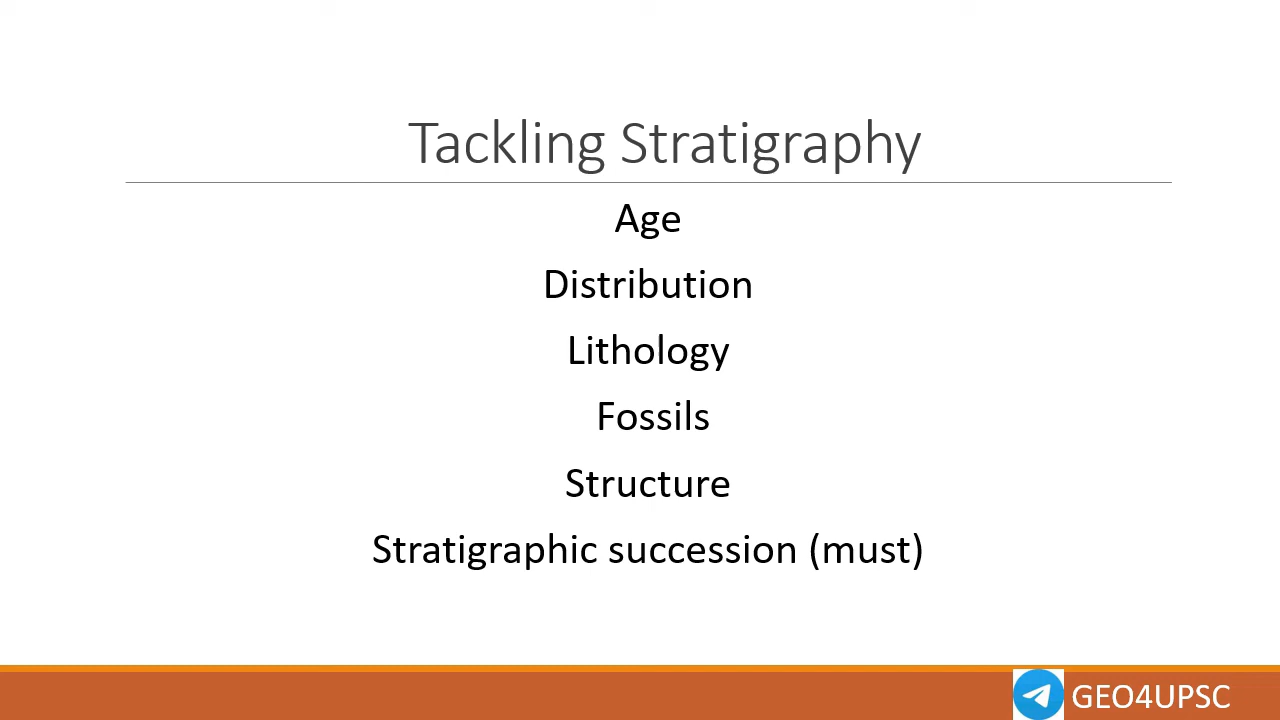 Tackling Stratigraphy
Age
Distribution
Lithology
Fossils
Structure
Stratigraphic succession (must)
GEO4UPSC